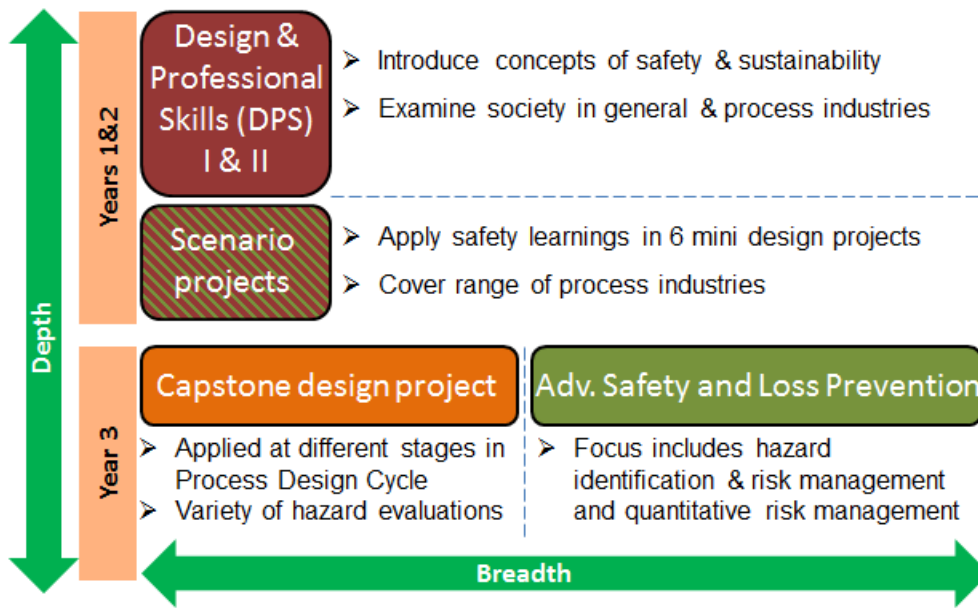 Depth
Years 1&2
Design &
Professional
Skills (DPS)
I & II
➢ Introduce concepts of safety & sustainability
➢ Examine society in general & process industries
Scenario
projects
➢ Apply safety learnings in 6 mini design projects
➢ Cover range of process industries
Year 3
Capstone design project
➢ Applied at different stages in
Process Design Cycle
➢ Variety of hazard evaluations
Adv. Safety and Loss Prevention
➢ Focus includes hazard
identification & risk management
and quantitative risk management
Breadth